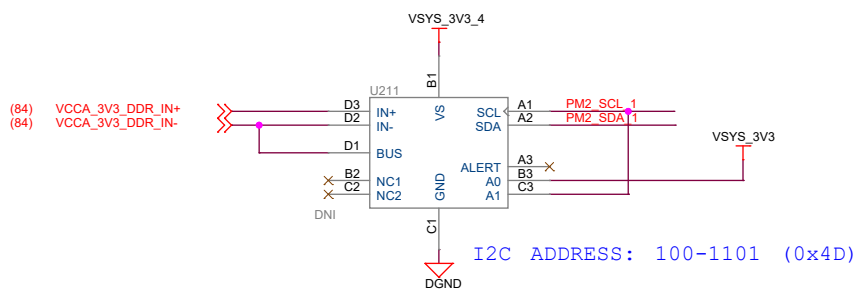 VSYS_3V3_4
B1
U211
(84) VCCA_3V3_DDR_IN+ D3 IN+ VS SCL A1 PM2_SCL_1
(84) VCCA_3V3_DDR_IN- D2 IN- SDA A2 PM2_SDA_1
VSYS_3V3
D1 BUS
ALERT A3
B2 NC1 A0 B3
C2 NC2 GND A1 C3
DNI
C1
I2C ADDRESS: 100-1101 (0x4D)
DGND